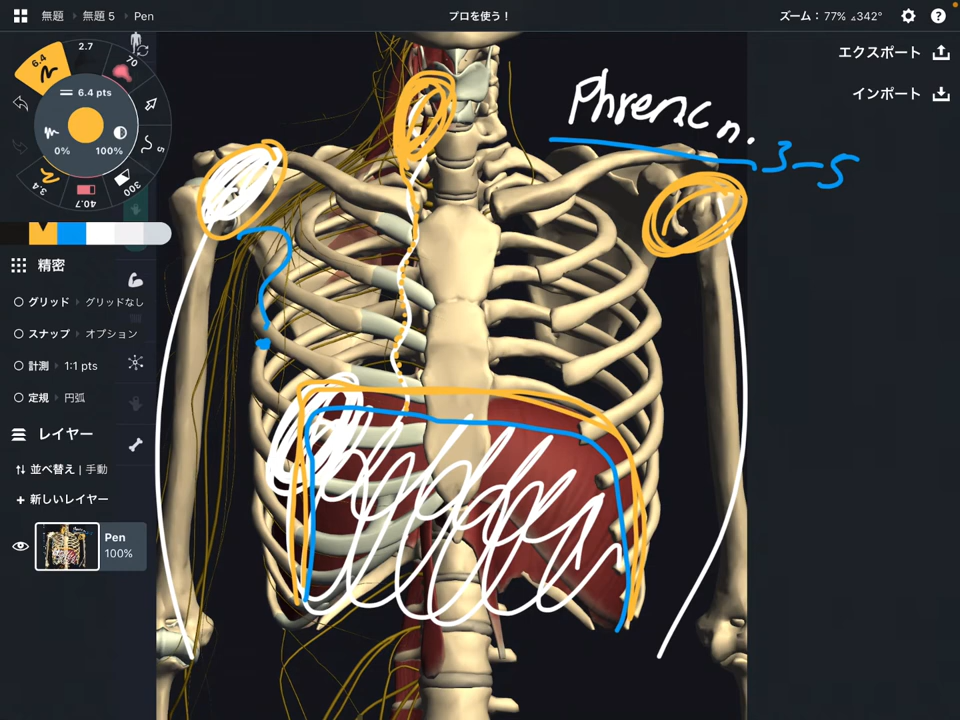 無題 無題 5 Pen
プロを使う!
ズーム:77% ⊿342°
エクスポート
インポート
2.7
6.4
70
6.4 pts
0% 100%
5
3.4
40.7
300
Phrenic n.
3-5
精密
グリッド グリッドなし
スナップ オプション
計測 1:1 pts
定規 円弧
レイヤー
並べ替え | 手動
+ 新しいレイヤー
Pen
100%